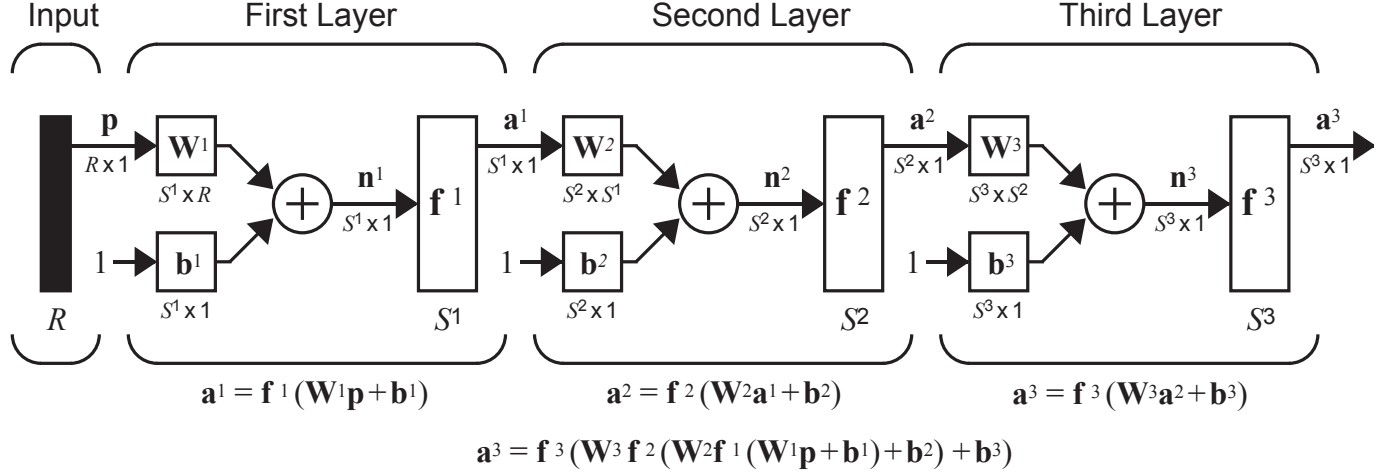 Input First Layer Second Layer Third Layer
p a¹ a² a³
W¹ W² W³
R x 1 S¹ x 1 S² x 1 S³ x 1
S¹ x R n¹ S² x S¹ n² S³ x S² n³
f ¹ f ² f ³
S¹ x 1 S² x 1 S³ x 1
1 b¹ 1 b² 1 b³
S¹ x 1 S² x 1 S³ x 1
R S¹ S² S³
a¹ = f ¹ (W¹p + b¹) a² = f ² (W²a¹ + b²) a³ = f ³ (W³a² + b³)
a³ = f ³ (W³ f ² (W²f ¹ (W¹p + b¹) + b²) + b³)